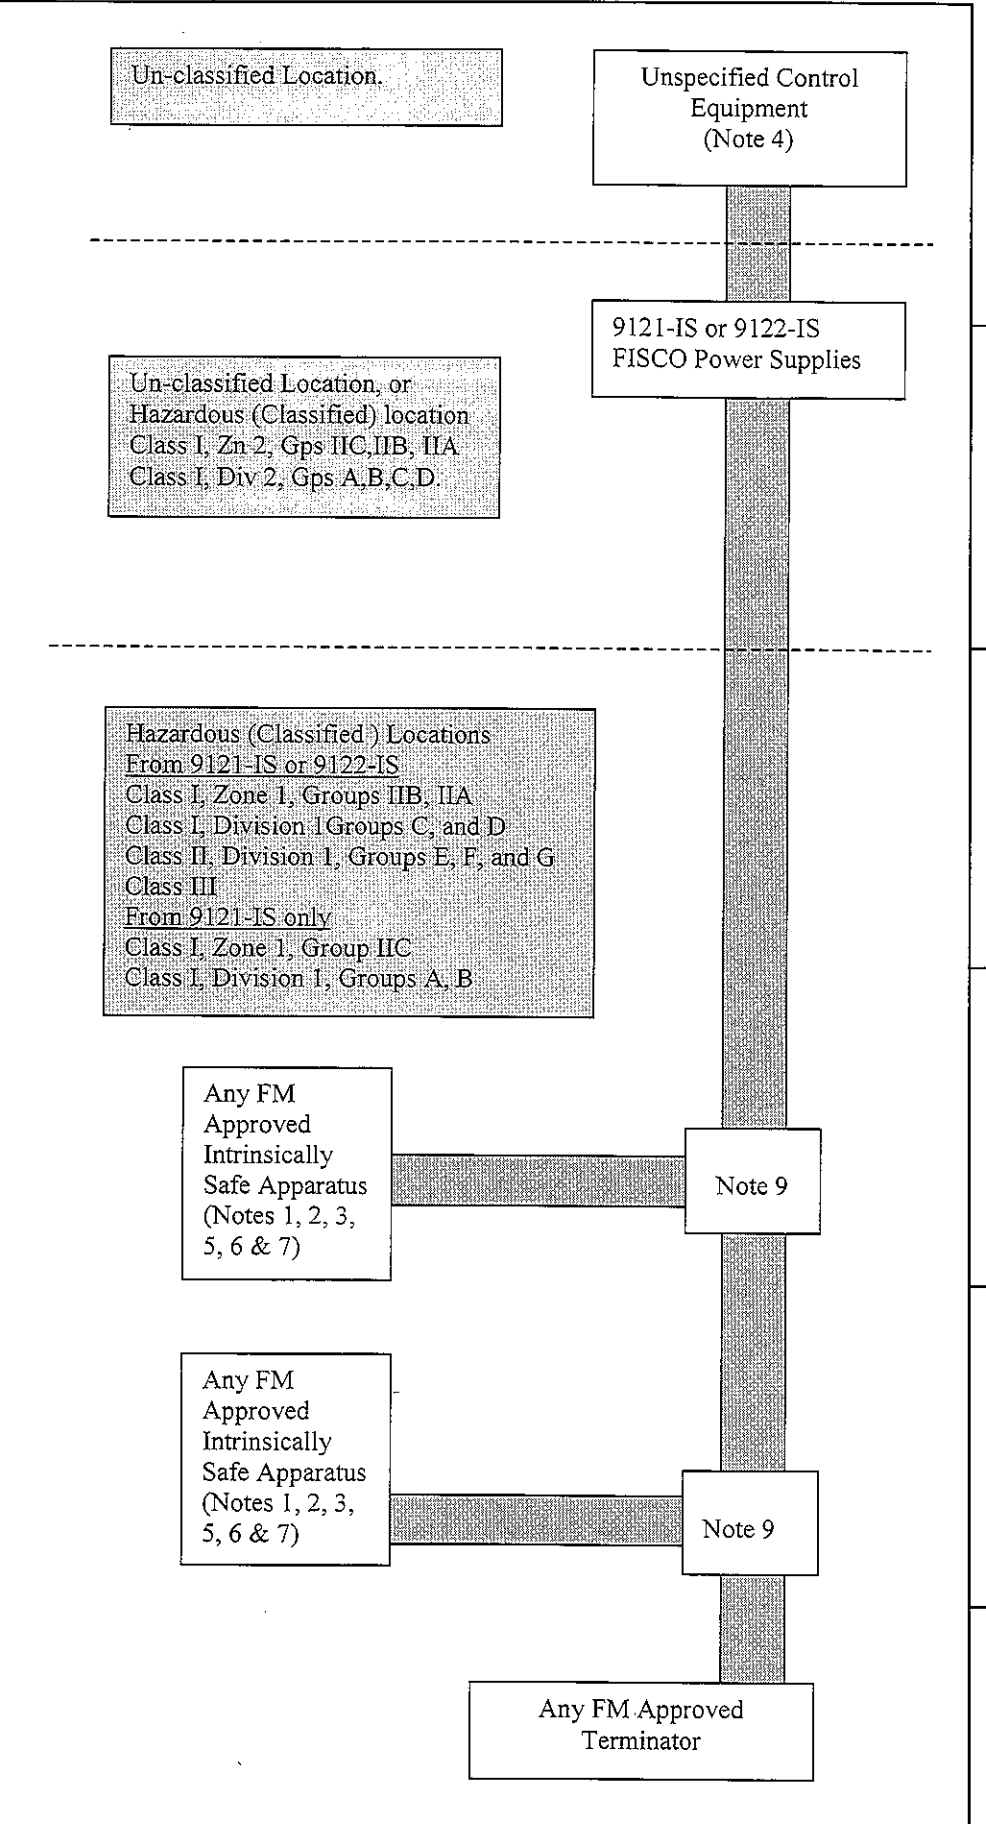 Un-classified Location.
Unspecified Control
Equipment
(Note 4)
9121-IS or 9122-IS
FISCO Power Supplies
Un-classified Location, or
Hazardous (Classified) location
Class I, Zn 2, Gps IIC,IIB, IIA
Class I, Div 2, Gps A,B,C,D.
Hazardous (Classified ) Locations
From 9121-IS or 9122-IS
Class I, Zone 1, Groups IIB, IIA
Class I, Division 1Groups C, and D
Class II, Division 1, Groups E, F, and G
Class III
From 9121-IS only
Class I, Zone 1, Group IIC
Class I, Division 1, Groups A, B
Any FM
Approved
Intrinsically
Safe Apparatus
(Notes 1, 2, 3,
5, 6 & 7)
Note 9
Any FM
Approved
Intrinsically
Safe Apparatus
(Notes 1, 2, 3,
5, 6 & 7)
Note 9
Any FM Approved
Terminator